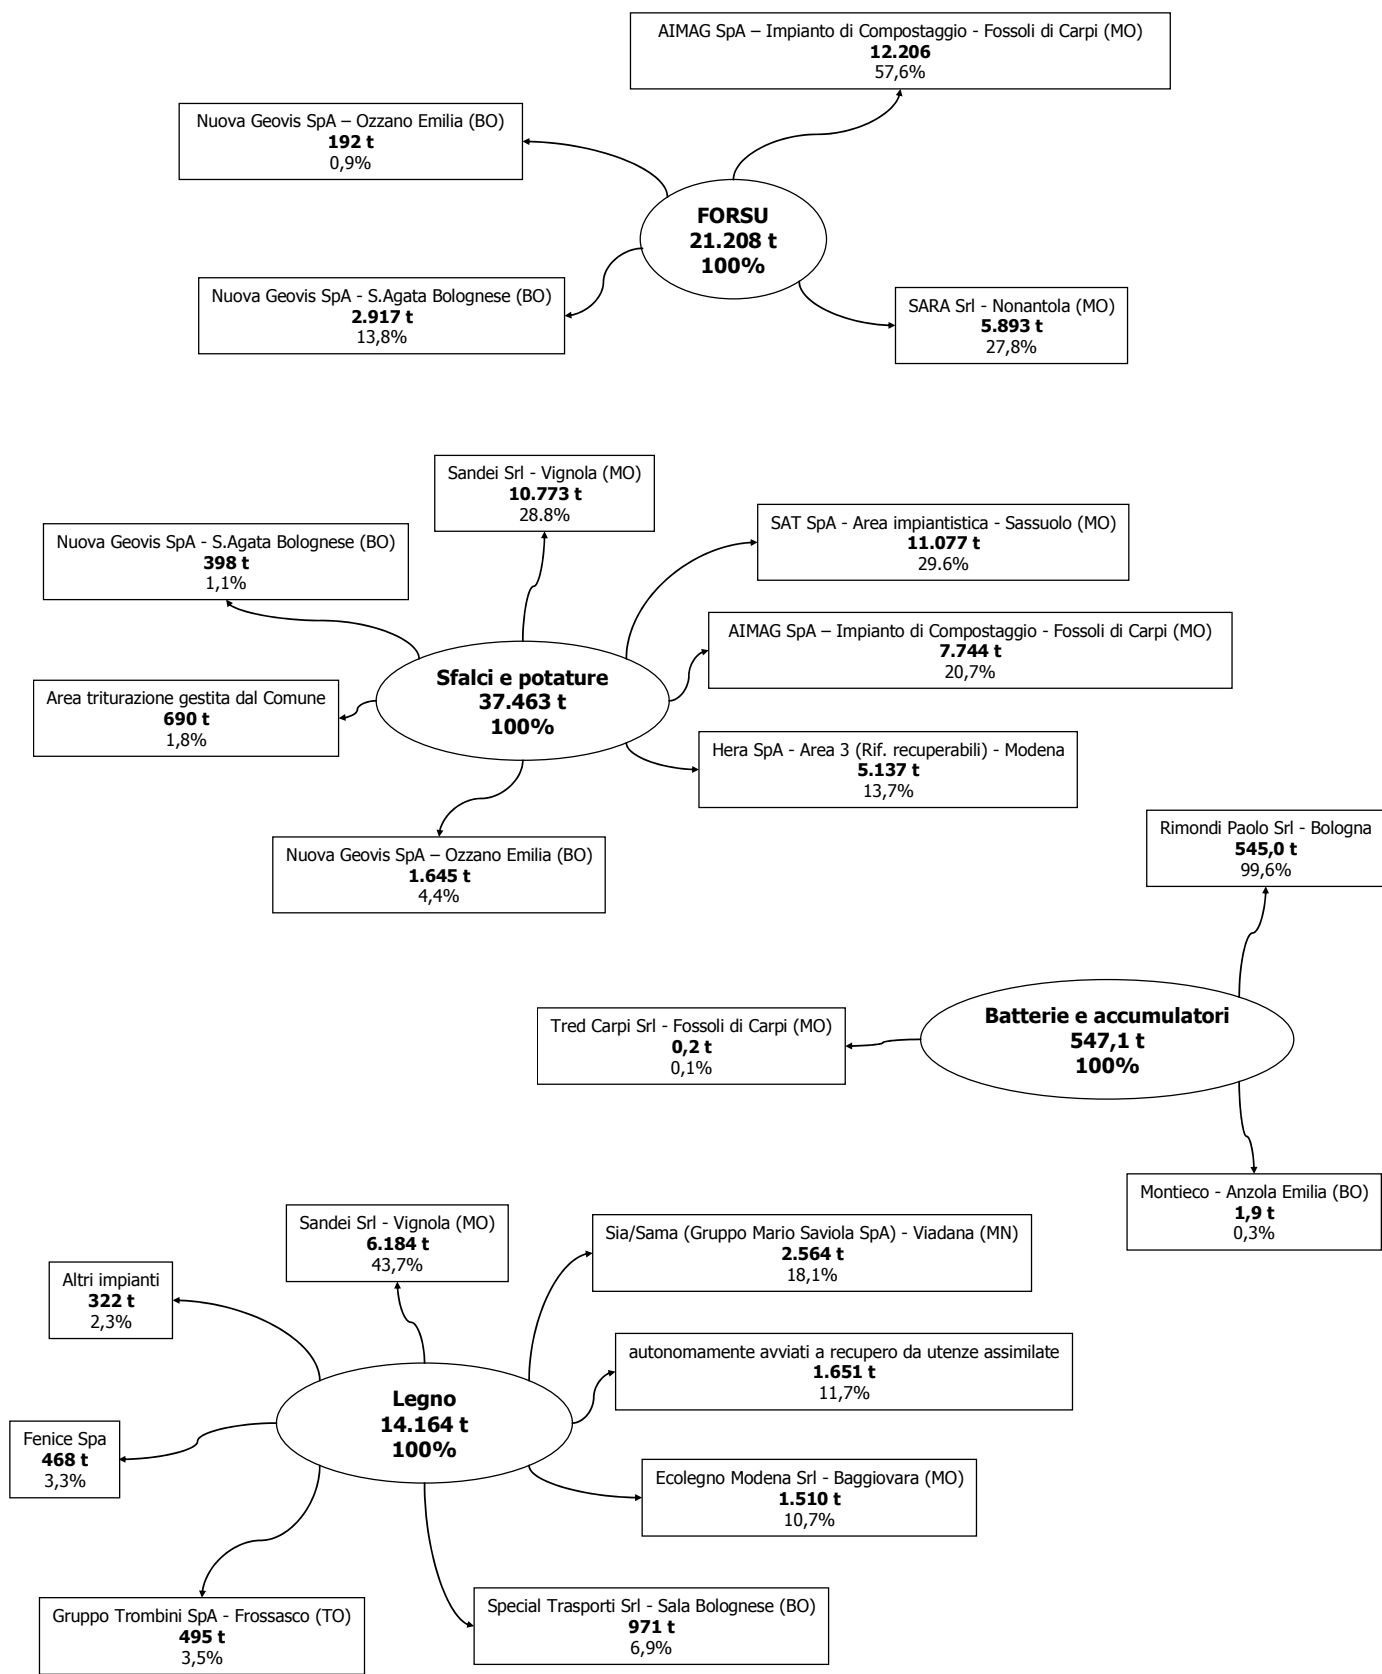 AIMAG SpA – Impianto di Compostaggio - Fossoli di Carpi (MO)
12.206
57,6%
Nuova Geovis SpA – Ozzano Emilia (BO)
192 t
0,9%
FORSU
21.208 t
100%
Nuova Geovis SpA - S.Agata Bolognese (BO)
2.917 t
13,8%
SARA Srl - Nonantola (MO)
5.893 t
27,8%
Sandei Srl - Vignola (MO)
10.773 t
28.8%
SAT SpA - Area impiantistica - Sassuolo (MO)
11.077 t
29.6%
Nuova Geovis SpA - S.Agata Bolognese (BO)
398 t
1,1%
AIMAG SpA – Impianto di Compostaggio - Fossoli di Carpi (MO)
7.744 t
20,7%
Sfalci e potature
37.463 t
100%
Area triturazione gestita dal Comune
690 t
1,8%
Hera SpA - Area 3 (Rif. recuperabili) - Modena
5.137 t
13,7%
Nuova Geovis SpA – Ozzano Emilia (BO)
1.645 t
4,4%
Rimondi Paolo Srl - Bologna
545,0 t
99,6%
Batterie e accumulatori
547,1 t
100%
Tred Carpi Srl - Fossoli di Carpi (MO)
0,2 t
0,1%
Montieco - Anzola Emilia (BO)
1,9 t
0,3%
Sandei Srl - Vignola (MO)
6.184 t
43,7%
Sia/Sama (Gruppo Mario Saviola SpA) - Viadana (MN)
2.564 t
18,1%
Altri impianti
322 t
2,3%
autonomamente avviati a recupero da utenze assimilate
1.651 t
11,7%
Legno
14.164 t
100%
Fenice Spa
468 t
3,3%
Ecolegno Modena Srl - Baggiovara (MO)
1.510 t
10,7%
Special Trasporti Srl - Sala Bolognese (BO)
971 t
6,9%
Gruppo Trombini SpA - Frossasco (TO)
495 t
3,5%